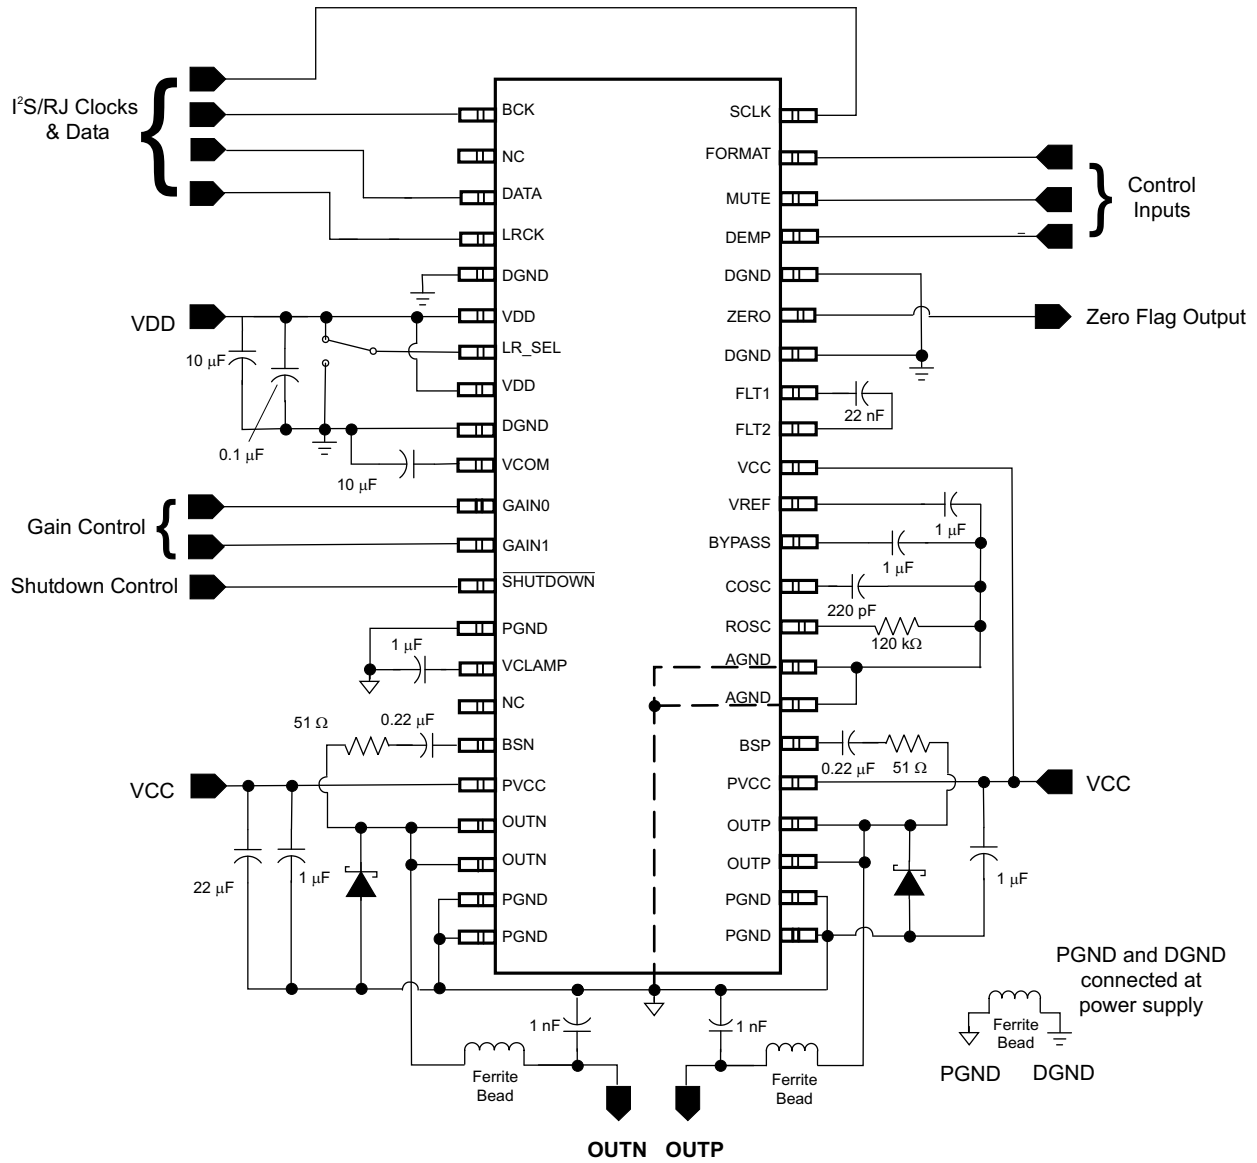 I²S/RJ Clocks
& Data
BCK
NC
DATA
LRCK
DGND
VDD
VDD
LR_SEL
10 µF
VDD
DGND
0.1 µF
VCOM
10 µF
Gain Control
GAIN0
GAIN1
Shutdown Control
SHUTDOWN
PGND
1 µF
VCLAMP
NC
51 Ω
0.22 µF
BSN
VCC
PVCC
OUTN
OUTN
22 µF
1 µF
PGND
PGND
SCLK
FORMAT
MUTE
DEMP
Control
Inputs
DGND
ZERO
Zero Flag Output
DGND
FLT1
22 nF
FLT2
VCC
VREF
1 µF
BYPASS
1 µF
COSC
220 pF
ROSC
120 kΩ
AGND
AGND
BSP
0.22 µF
51 Ω
PVCC
VCC
OUTP
OUTP
1 µF
PGND
PGND
PGND and DGND
connected at
power supply
Ferrite
Bead
PGND
DGND
1 nF
1 nF
Ferrite
Bead
Ferrite
Bead
OUTN
OUTP